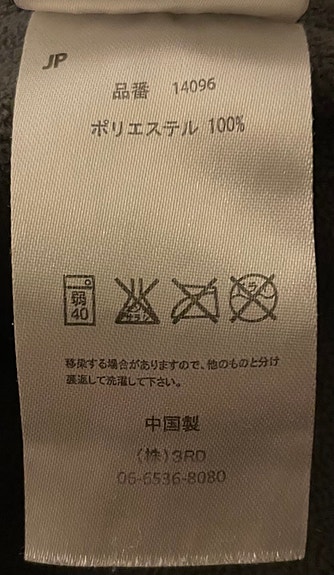 JP
品番 14096
ポリエステル 100%
弱
40
移染する場合がありますので、他のものと分け
裏返して洗濯して下さい。
中国製
(株)3RD
06-6536-8080